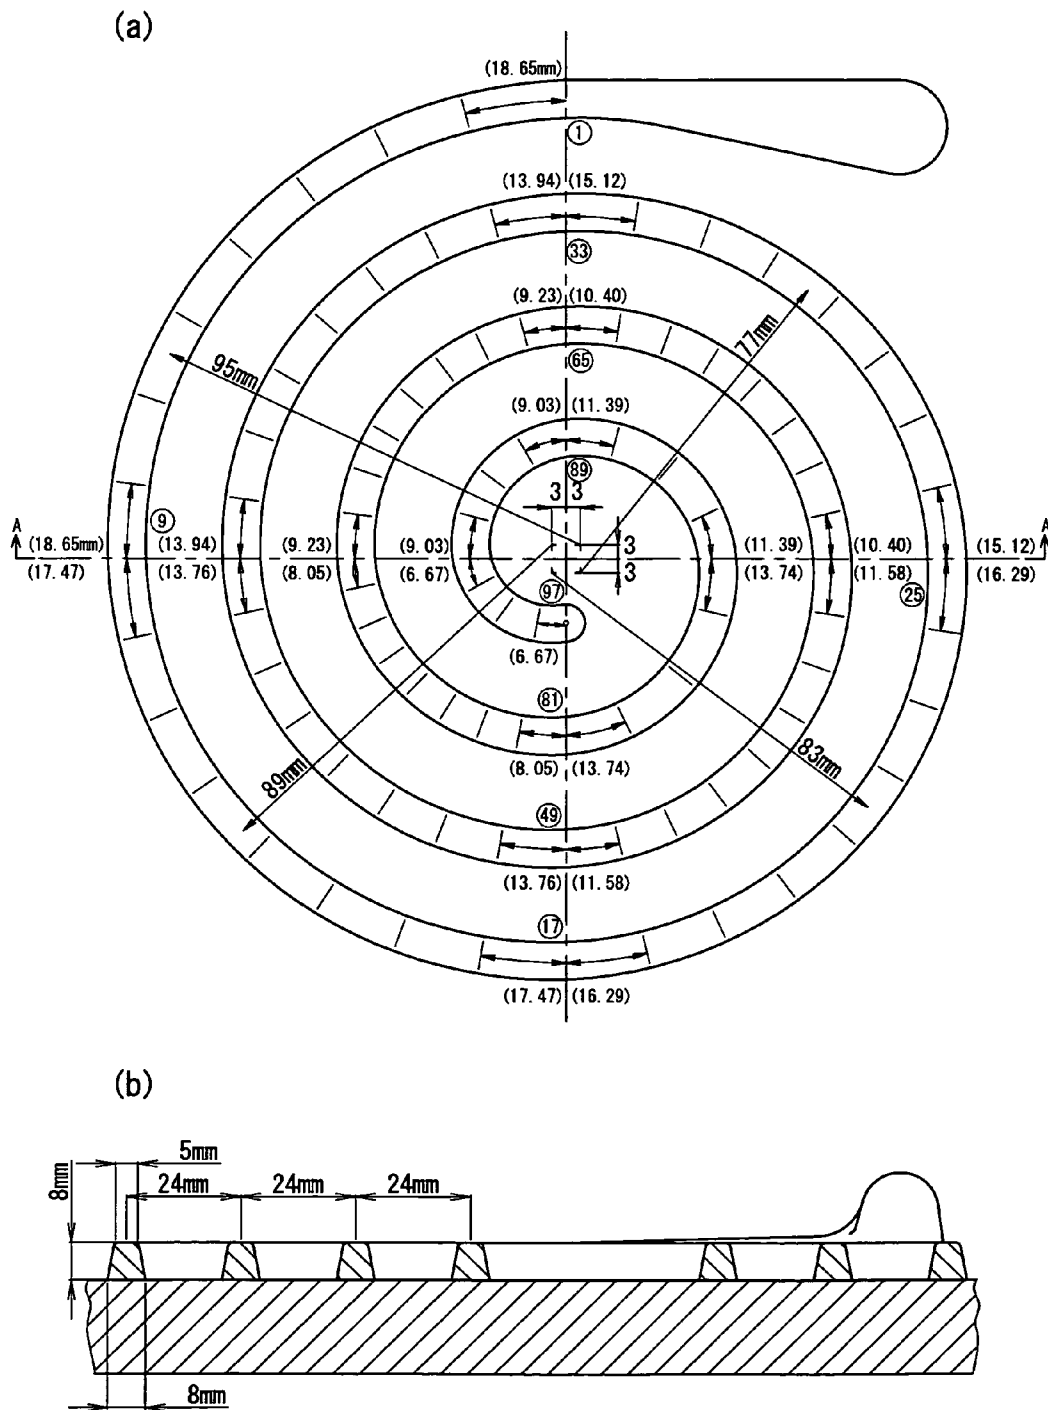 (a)
(18. 65mm)
①
(13. 94) (15. 12)
㉝
(9. 23) (10. 40)
77mm
65
95mm
(9. 03) (11. 39)
89
3 3
A A
⑨
(18. 65mm) (13. 94) (9. 23) (9. 03) 3 (11. 39) (10. 40) (15. 12)
(17. 47) (13. 76) (8. 05) (6. 67) 3 (13. 74) (11. 58) (16. 29)
97
㉕
(6. 67)
81
89mm 83mm
(8. 05) (13. 74)
㊾
(13. 76) (11. 58)
⑰
(17. 47) (16. 29)
(b)
5mm
8mm
24mm 24mm 24mm
8mm